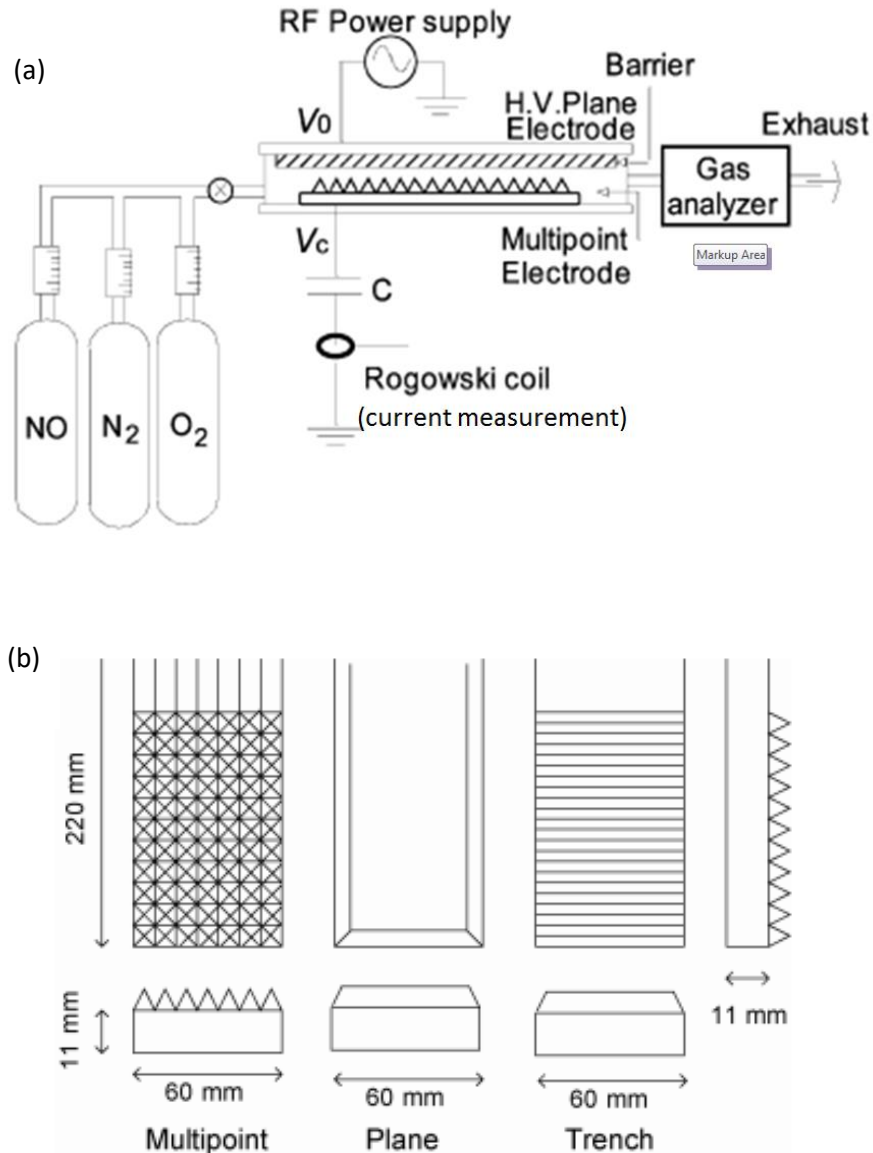 (a)
RF Power supply
Barrier
V0
H.V.Plane
Electrode
Exhaust
Gas
analyzer
Vc
Multipoint
Electrode
Markup Area
C
Rogowski coil
(current measurement)
NO
N2
O2
(b)
220 mm
11 mm
11 mm
60 mm
60 mm
60 mm
Multipoint
Plane
Trench